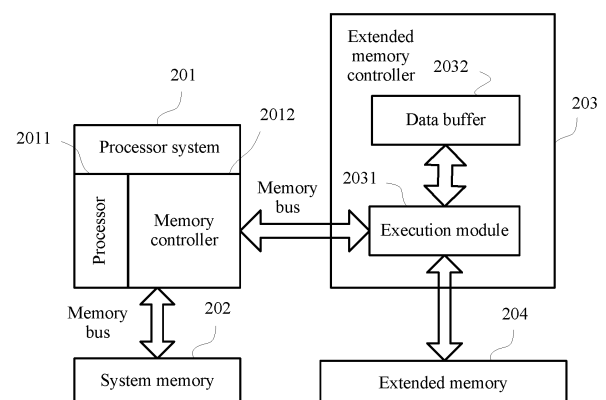 Extended
memory
controller
2032
201
2012
Data buffer
203
2011
Processor system
Memory
bus
2031
Processor
Memory
controller
Execution module
Memory
bus
202
204
System memory
Extended memory